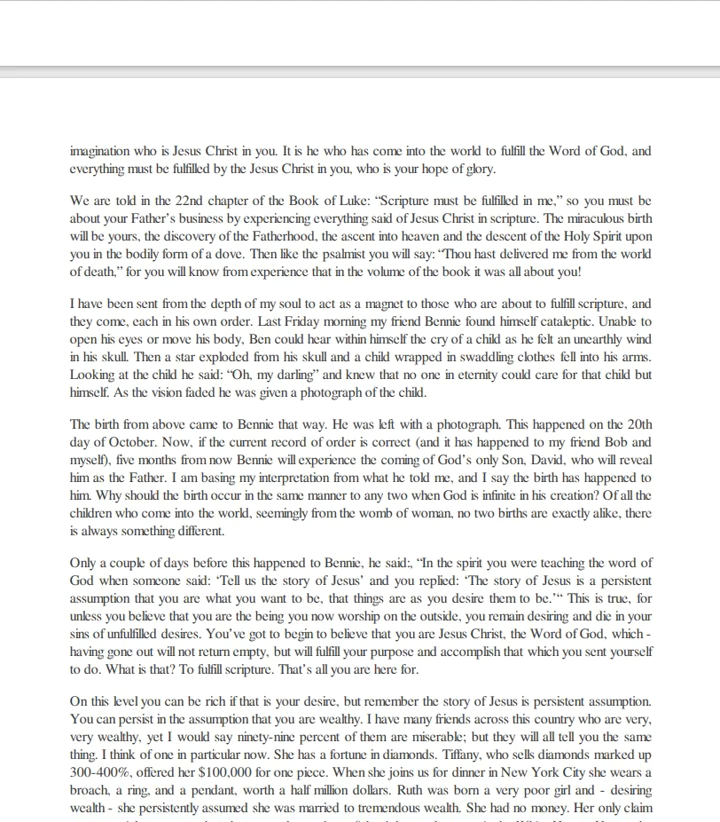 imagination who is Jesus Christ in you. It is he who has come into the world to fulfill the Word of God, and
everything must be fulfilled by the Jesus Christ in you, who is your hope of glory.
We are told in the 22nd chapter of the Book of Luke: “Scripture must be fulfilled in me,” so you must be
about your Father’s business by experiencing everything said of Jesus Christ in scripture. The miraculous birth
will be yours, the discovery of the Fatherhood, the ascent into heaven and the descent of the Holy Spirit upon
you in the bodily form of a dove. Then like the psalmist you will say: “Thou hast delivered me from the world
of death,” for you will know from experience that in the volume of the book it was all about you!
I have been sent from the depth of my soul to act as a magnet to those who are about to fulfill scripture, and
they come, each in his own order. Last Friday morning my friend Bennie found himself cataleptic. Unable to
open his eyes or move his body, Ben could hear within himself the cry of a child as he felt an unearthly wind
in his skull. Then a star exploded from his skull and a child wrapped in swaddling clothes fell into his arms.
Looking at the child he said: “Oh, my darling” and knew that no one in eternity could care for that child but
himself. As the vision faded he was given a photograph of the child.
The birth from above came to Bennie that way. He was left with a photograph. This happened on the 20th
day of October. Now, if the current record of order is correct (and it has happened to my friend Bob and
myself), five months from now Bennie will experience the coming of God’s only Son, David, who will reveal
him as the Father. I am basing my interpretation from what he told me, and I say the birth has happened to
him. Why should the birth occur in the same manner to any two when God is infinite in his creation? Of all the
children who come into the world, seemingly from the womb of woman, no two births are exactly alike, there
is always something different.
Only a couple of days before this happened to Bennie, he said:, “In the spirit you were teaching the word of
God when someone said: ‘Tell us the story of Jesus’ and you replied: ‘The story of Jesus is a persistent
assumption that you are what you want to be, that things are as you desire them to be.’“ This is true, for
unless you believe that you are the being you now worship on the outside, you remain desiring and die in your
sins of unfulfilled desires. You’ve got to begin to believe that you are Jesus Christ, the Word of God, which -
having gone out will not return empty, but will fulfill your purpose and accomplish that which you sent yourself
to do. What is that? To fulfill scripture. That’s all you are here for.
On this level you can be rich if that is your desire, but remember the story of Jesus is persistent assumption.
You can persist in the assumption that you are wealthy. I have many friends across this country who are very,
very wealthy, yet I would say ninety-nine percent of them are miserable; but they will all tell you the same
thing. I think of one in particular now. She has a fortune in diamonds. Tiffany, who sells diamonds marked up
300-400%, offered her $100,000 for one piece. When she joins us for dinner in New York City she wears a
broach, a ring, and a pendant, worth a half million dollars. Ruth was born a very poor girl and - desiring
wealth - she persistently assumed she was married to tremendous wealth. She had no money. Her only claim